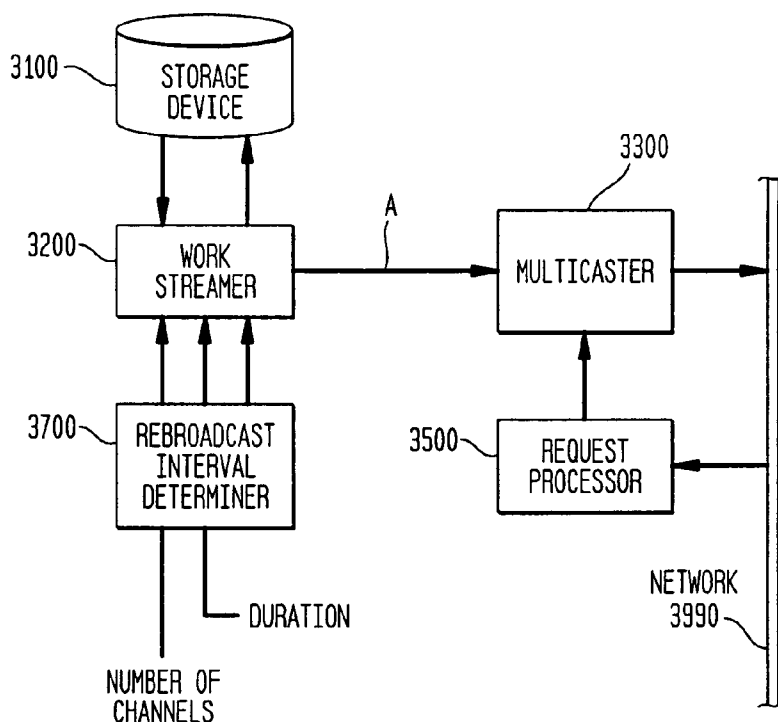 3100
STORAGE
DEVICE
3300
A
3200
WORK
STREAMER
MULTICASTER
3700
REBROADCAST
INTERVAL
DETERMINER
3500
REQUEST
PROCESSOR
DURATION
NETWORK
3990
NUMBER OF
CHANNELS